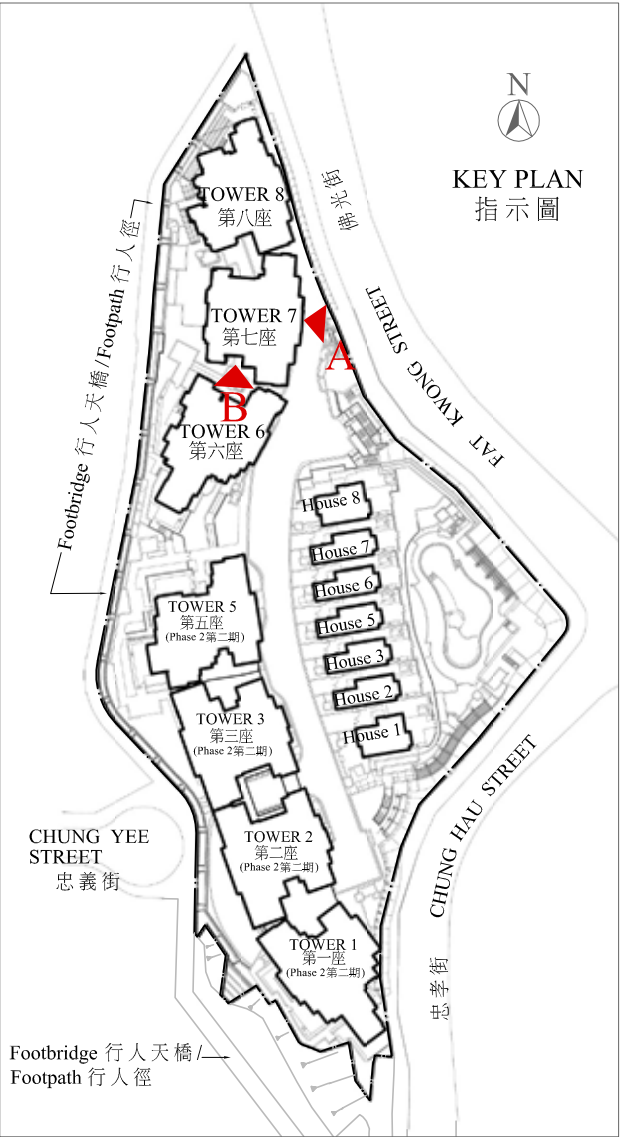 N
KEY PLAN
指示圖
佛光街
FAT KWONG STREET
TOWER 8
第八座
TOWER 7
第七座
A
B
TOWER 6
第六座
Footbridge 行人天橋/Footpath 行人徑
House 8
House 7
House 6
House 5
House 3
House 2
House 1
TOWER 5
第五座
(Phase 2 第二期)
TOWER 3
第三座
(Phase 2 第二期)
TOWER 2
第二座
(Phase 2 第二期)
TOWER 1
第一座
(Phase 2 第二期)
CHUNG YEE
STREET
忠義街
CHUNG HAU STREET
忠孝街
Footbridge 行人天橋/
Footpath 行人徑